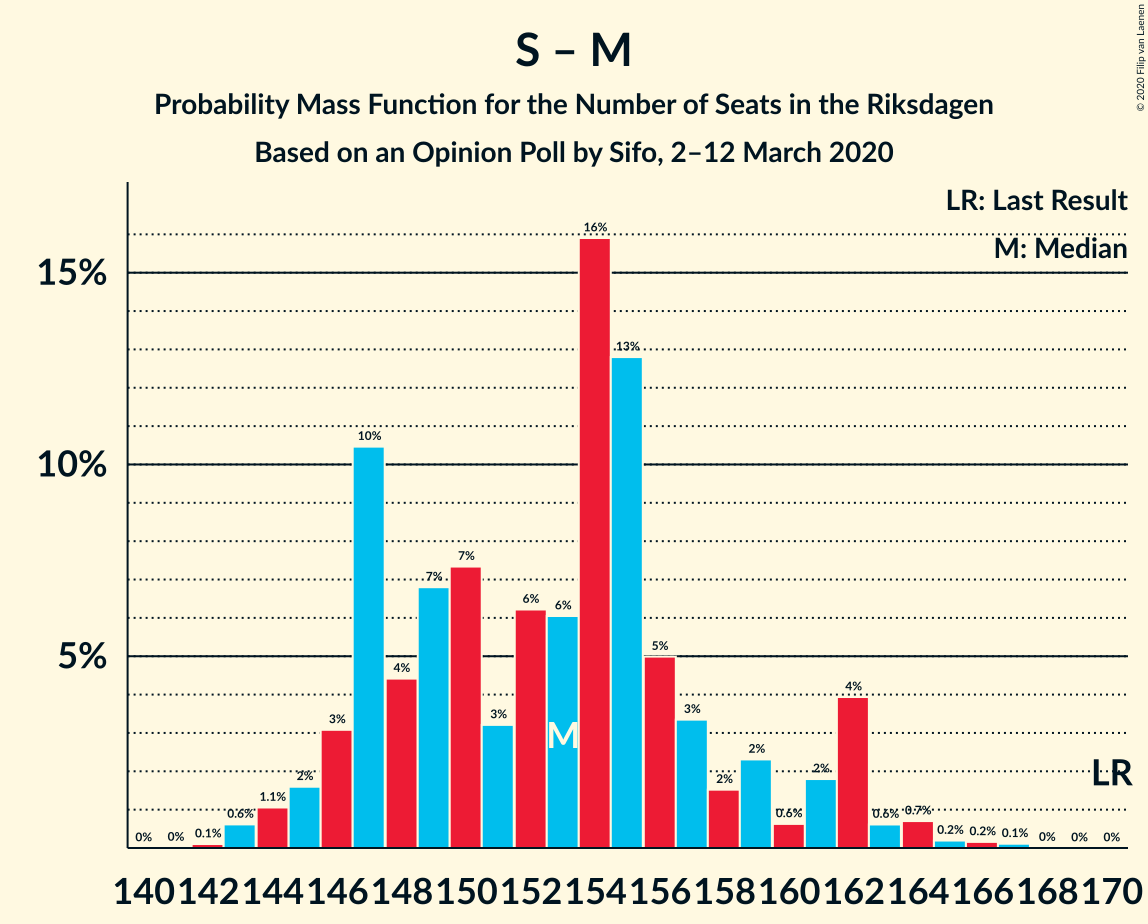 S – M
Probability Mass Function for the Number of Seats in the Riksdagen
Based on an Opinion Poll by Sifo, 2–12 March 2020
© 2020 Filip van Laenen
LR: Last Result
M: Median
15%
10%
5%
0% 0% 0.1% 0.6% 1.1% 2% 3% 10% 4% 7% 7% 3% 6% 6% 16% 13% 5% 3% 2% 2% 0.6% 2% 4% 0.6% 0.7% 0.2% 0.2% 0.1% 0% 0% 0%
M
LR
140 142 144 146 148 150 152 154 156 158 160 162 164 166 168 170